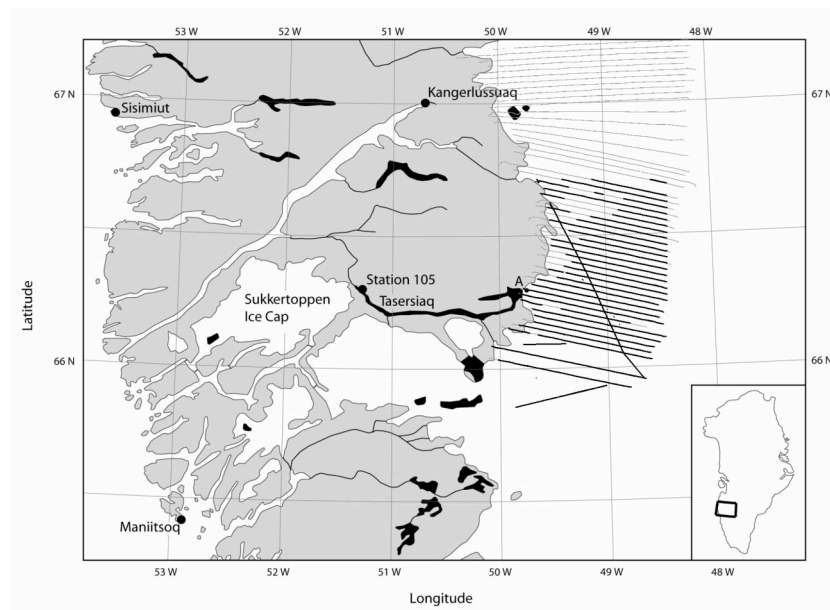 53 W 52 W 51 W 50 W 49 W 48 W
67 N
67 N
Kangerlussuaq
Sisimiut
Station 105
A
Tasersiaq
Sukkertoppen
Ice Cap
Latitude
66 N
66 N
Maniitsoq
53 W 52 W 51 W 50 W 49 W 48 W
Longitude